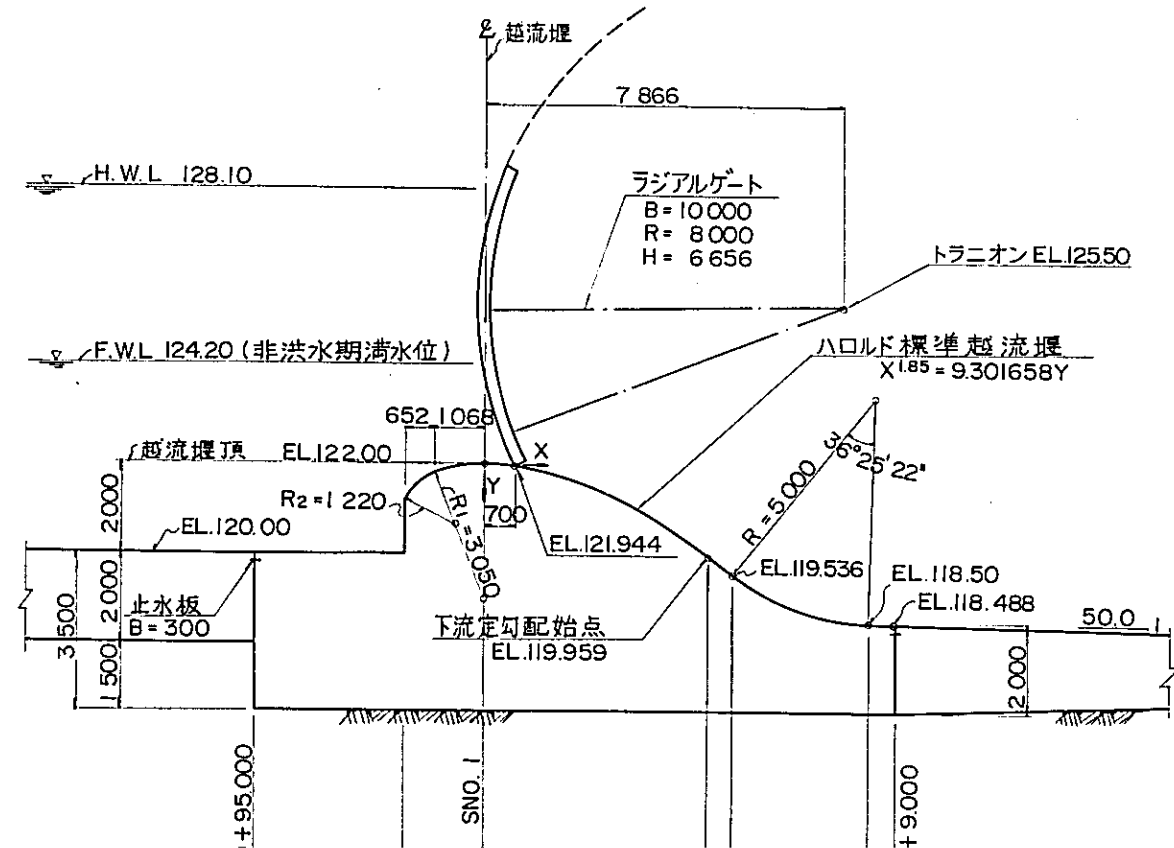 ℄ 越流堰
7 866
H.W.L 128.10
ラジアルゲート
B = 10 000
R = 8 000
H = 6 656
トラニオン EL.125.50
F.W.L 124.20 (非洪水期満水位)
ハロルド標準越流堰
X^1.85 = 9.301658Y
652 1 068
越流堰頂 EL.122.00
X
Y
36°25'22"
R = 5 000
R2 = 1 220
R1 = 3 050
700
2 000
EL.120.00
EL.121.944
EL.119.536
EL.118.50
EL.118.488
止水板
B = 300
下流定勾配始点
EL.119.959
50.0 1
3 500
2 000
1 500
2 000
+ 95.000
SNO. 1
+ 9.000